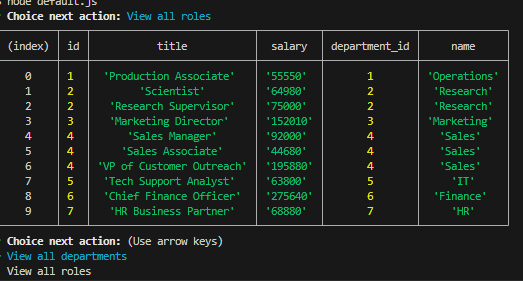 node default.js
Choice next action: View all roles
(index) id title salary department_id name
0 1 'Production Associate' '55550' 1 'Operations'
1 2 'Scientist' '64980' 2 'Research'
2 2 'Research Supervisor' '75000' 2 'Research'
3 3 'Marketing Director' '152010' 3 'Marketing'
4 4 'Sales Manager' '92000' 4 'Sales'
5 4 'Sales Associate' '44680' 4 'Sales'
6 4 'VP of Customer Outreach' '195880' 4 'Sales'
7 5 'Tech Support Analyst' '63800' 5 'IT'
8 6 'Chief Finance Officer' '275640' 6 'Finance'
9 7 'HR Business Partner' '68880' 7 'HR'
Choice next action: (Use arrow keys)
View all departments
View all roles